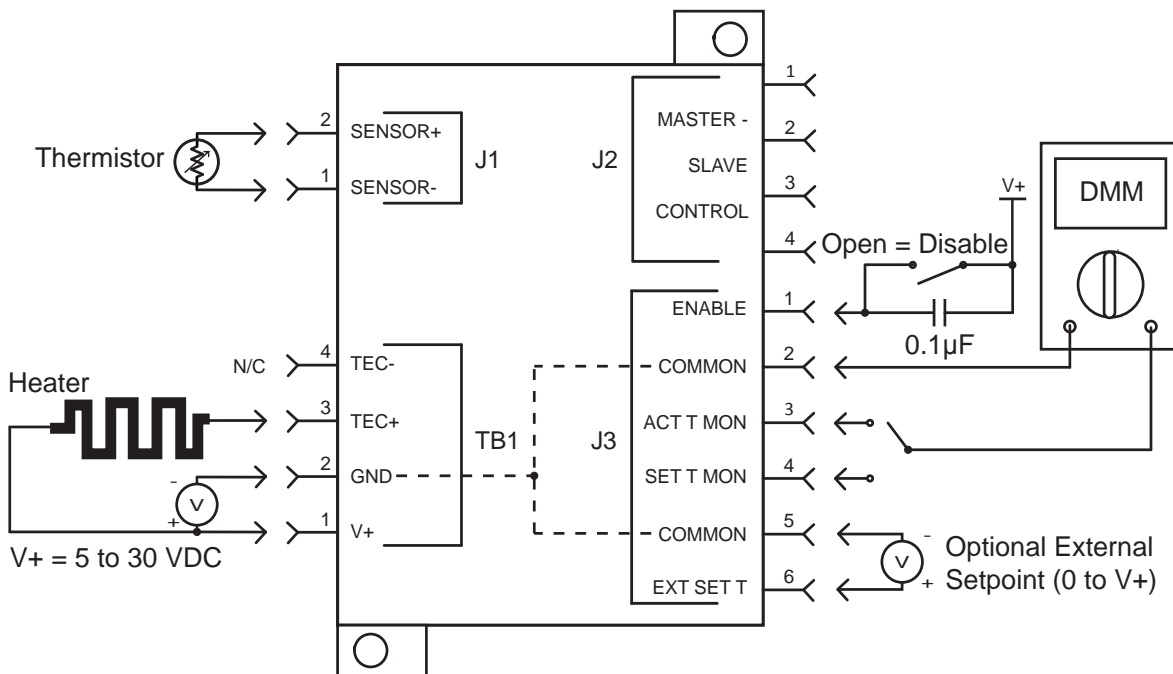 1
MASTER -
2
SENSOR+
J1
J2
2
Thermistor
SLAVE
1
SENSOR-
3
CONTROL
V+
DMM
4
Open = Disable
ENABLE
1
0.1µF
N/C
4
TEC-
COMMON
2
Heater
3
TEC+
TB1
J3
ACT T MON
3
2
GND
SET T MON
4
-
V
+
1
V+
COMMON
5
V+ = 5 to 30 VDC
-
V
+
Optional External
Setpoint (0 to V+)
EXT SET T
6